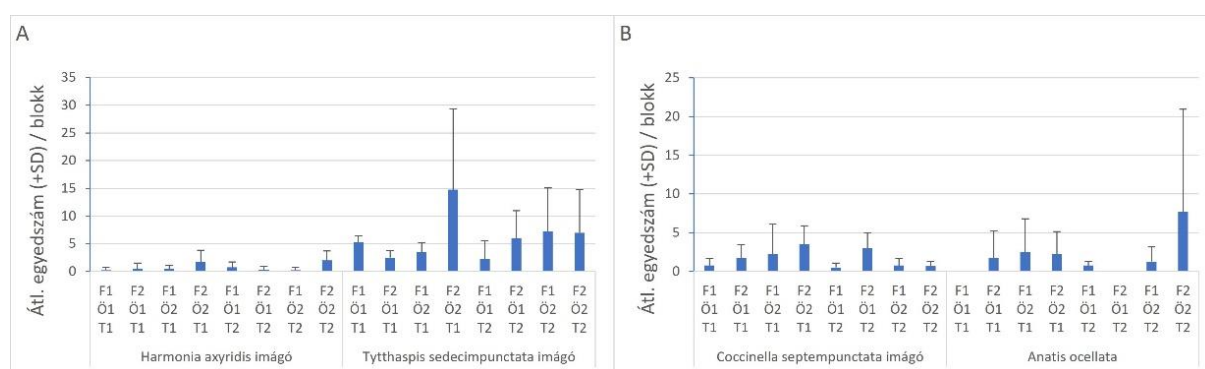 A
Átl. egyedszám (+SD) / blokk
35
30
25
20
15
10
5
0
F1 F2 F1 F2 F1 F2 F1 F2 F1 F2 F1 F2 F1 F2 F1 F2
Ö1 Ö1 Ö2 Ö2 Ö1 Ö1 Ö2 Ö2 Ö1 Ö1 Ö2 Ö2 Ö1 Ö1 Ö2 Ö2
T1 T1 T1 T1 T2 T2 T2 T2 T1 T1 T1 T1 T2 T2 T2 T2
Harmonia axyridis imágó Tytthaspis sedecimpunctata imágó
B
Átl. egyedszám (+SD) / blokk
25
20
15
10
5
0
F1 F2 F1 F2 F1 F2 F1 F2 F1 F2 F1 F2 F1 F2 F1 F2
Ö1 Ö1 Ö2 Ö2 Ö1 Ö1 Ö2 Ö2 Ö1 Ö1 Ö2 Ö2 Ö1 Ö1 Ö2 Ö2
T1 T1 T1 T1 T2 T2 T2 T2 T1 T1 T1 T1 T2 T2 T2 T2
Coccinella septempunctata imágó Anatis ocellata